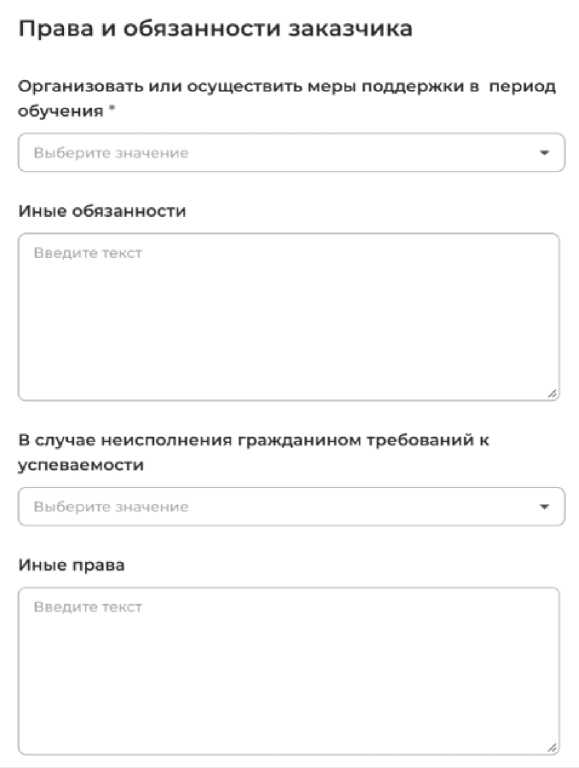 Права и обязанности заказчика
Организовать или осуществить меры поддержки в период
обучения *
Выберите значение
Иные обязанности
Введите текст
В случае неисполнения гражданином требований к
успеваемости
Выберите значение
Иные права
Введите текст